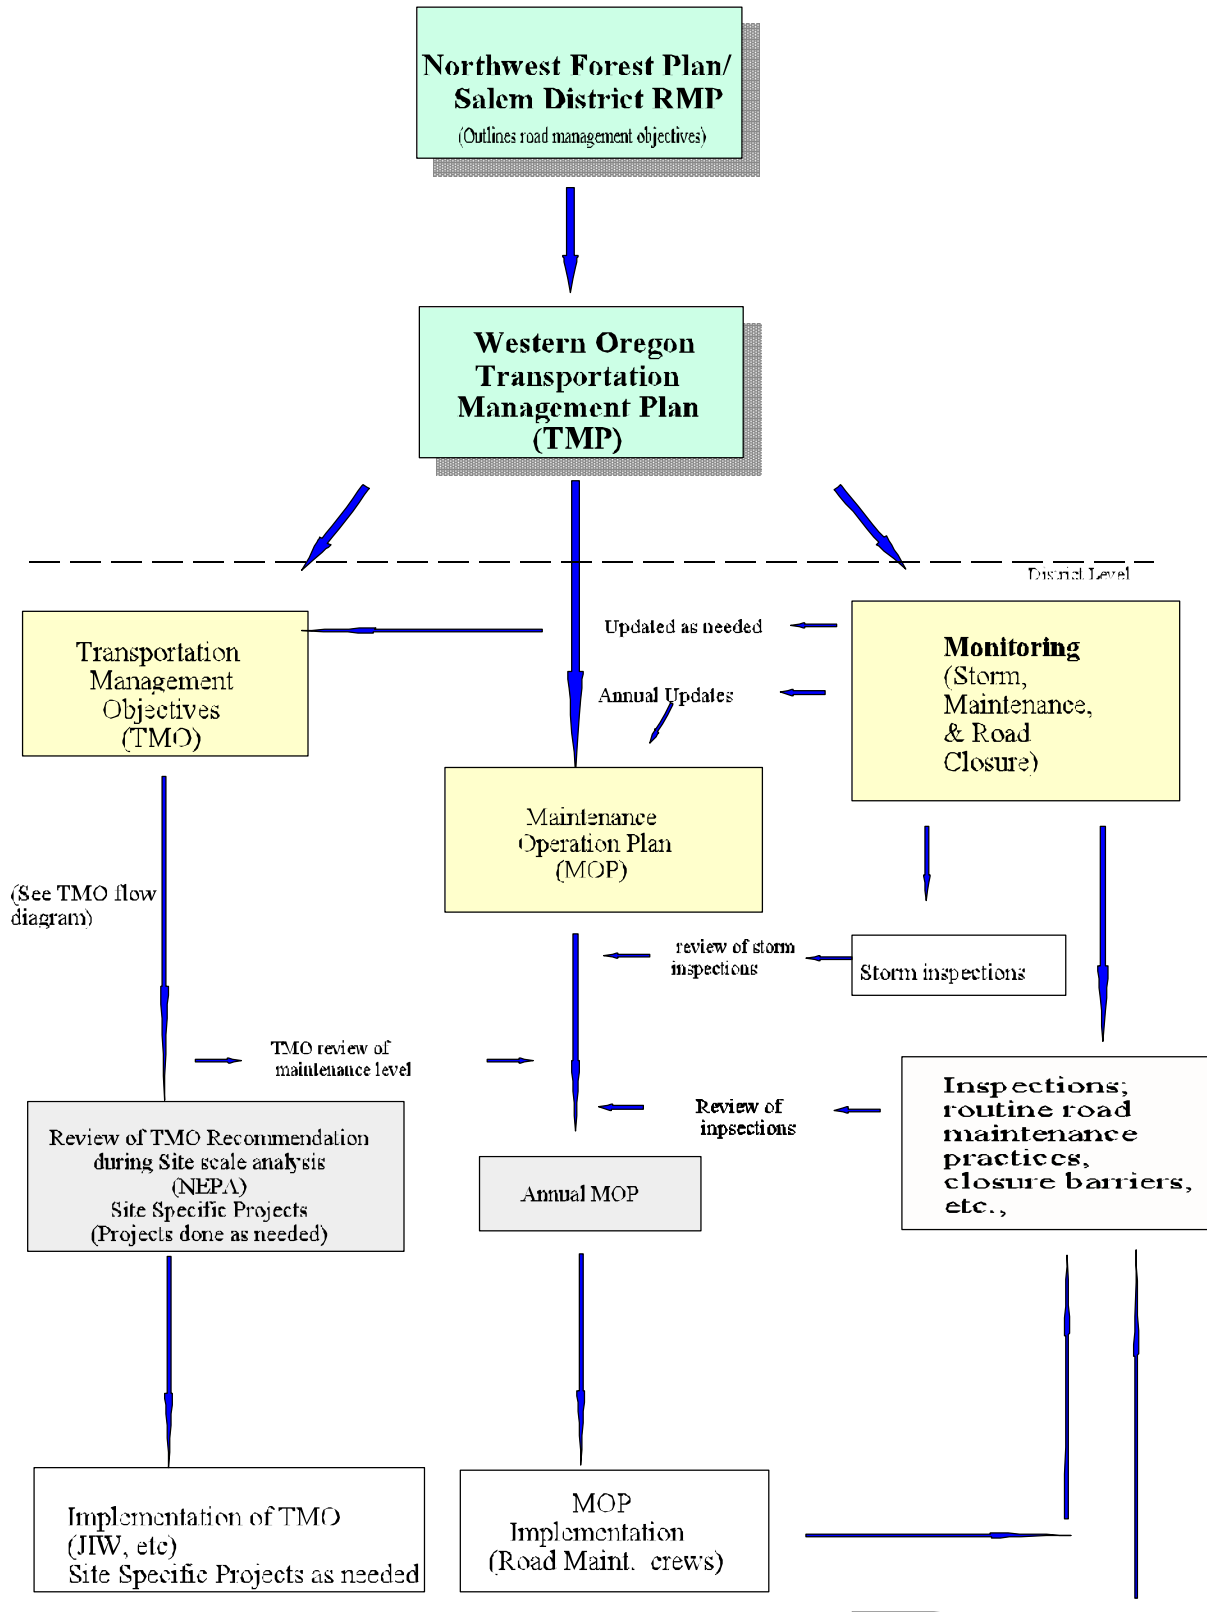 Northwest Forest Plan/
Salem District RMP
(Outlines road management objectives)
Western Oregon
Transportation
Management Plan
(TMP)
District Level
Transportation
Management
Objectives
(TMO)
Updated as needed
Annual Updates
Monitoring
(Storm,
Maintenance,
& Road
Closure)
Maintenance
Operation Plan
(MOP)
(See TMO flow
diagram)
review of storm
inspections
Storm inspections
TMO review of
maintenance level
Review of
inpsections
Inspections;
routine road
maintenance
practices,
closure barriers,
etc.,
Review of TMO Recommendation
during Site scale analysis
(NEPA)
Site Specific Projects
(Projects done as needed)
Annual MOP
Implementation of TMO
(JIW, etc)
Site Specific Projects as needed
MOP
Implementation
(Road Maint. crews)